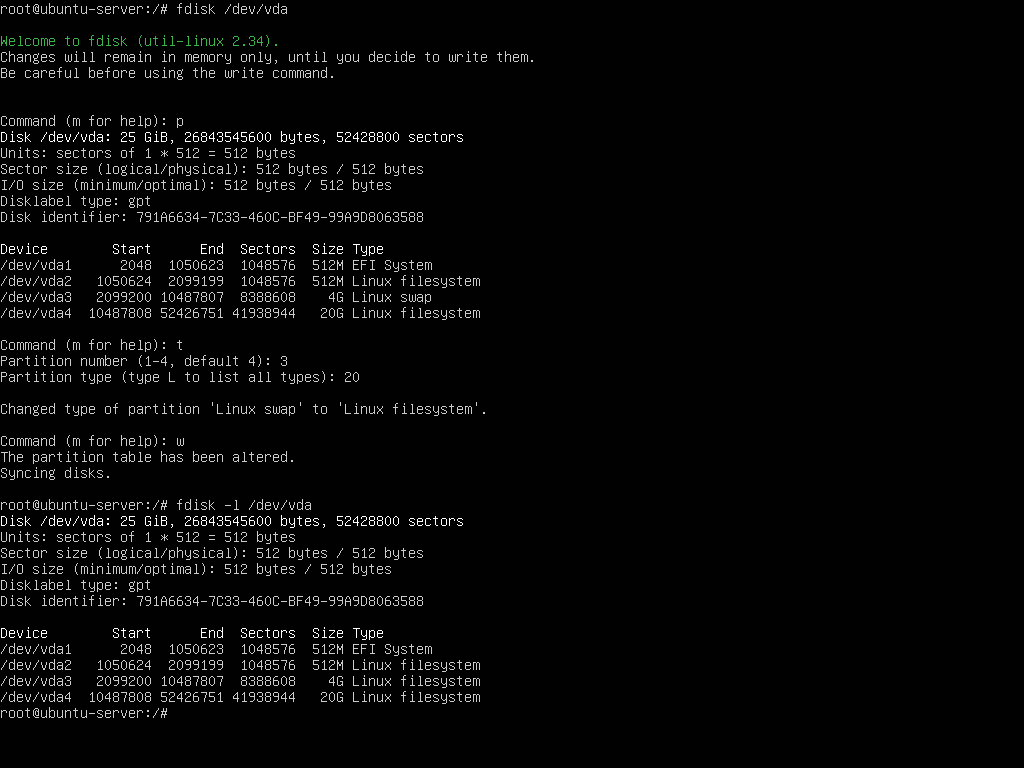 root@ubuntu-server:/# fdisk /dev/vda
Welcome to fdisk (util-linux 2.34).
Changes will remain in memory only, until you decide to write them.
Be careful before using the write command.
Command (m for help): p
Disk /dev/vda: 25 GiB, 26843545600 bytes, 52428800 sectors
Units: sectors of 1 * 512 = 512 bytes
Sector size (logical/physical): 512 bytes / 512 bytes
I/O size (minimum/optimal): 512 bytes / 512 bytes
Disklabel type: gpt
Disk identifier: 791A6634-7C33-460C-BF49-99A9D8063588
Device        Start      End  Sectors  Size Type
/dev/vda1      2048  1050623  1048576  512M EFI System
/dev/vda2   1050624  2099199  1048576  512M Linux filesystem
/dev/vda3   2099200 10487807  8388608    4G Linux swap
/dev/vda4  10487808 52426751 41938944   20G Linux filesystem
Command (m for help): t
Partition number (1-4, default 4): 3
Partition type (type L to list all types): 20
Changed type of partition 'Linux swap' to 'Linux filesystem'.
Command (m for help): w
The partition table has been altered.
Syncing disks.
root@ubuntu-server:/# fdisk -l /dev/vda
Disk /dev/vda: 25 GiB, 26843545600 bytes, 52428800 sectors
Units: sectors of 1 * 512 = 512 bytes
Sector size (logical/physical): 512 bytes / 512 bytes
I/O size (minimum/optimal): 512 bytes / 512 bytes
Disklabel type: gpt
Disk identifier: 791A6634-7C33-460C-BF49-99A9D8063588
Device        Start      End  Sectors  Size Type
/dev/vda1      2048  1050623  1048576  512M EFI System
/dev/vda2   1050624  2099199  1048576  512M Linux filesystem
/dev/vda3   2099200 10487807  8388608    4G Linux filesystem
/dev/vda4  10487808 52426751 41938944   20G Linux filesystem
root@ubuntu-server:/#